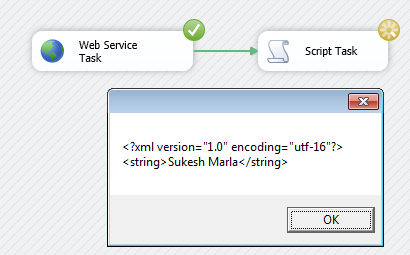 Web Service
Task
Script Task
<?xml version="1.0" encoding="utf-16"?>
<string>Sukesh Marla</string>
OK